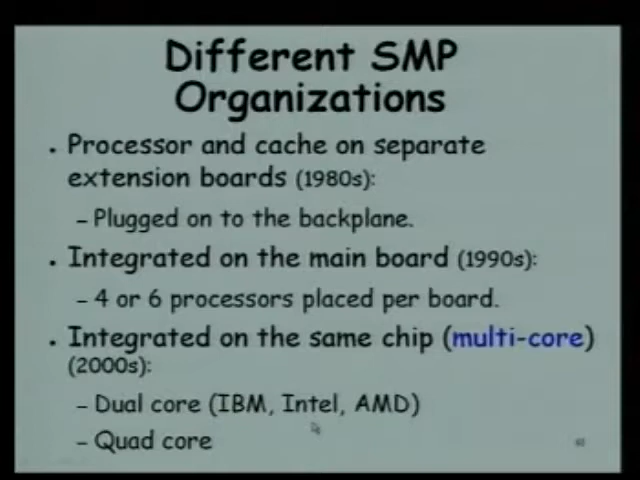 Different SMP
Organizations
• Processor and cache on separate
extension boards (1980s):
– Plugged on to the backplane.
• Integrated on the main board (1990s):
– 4 or 6 processors placed per board.
• Integrated on the same chip (multi-core)
(2000s):
– Dual core (IBM, Intel, AMD)
– Quad core